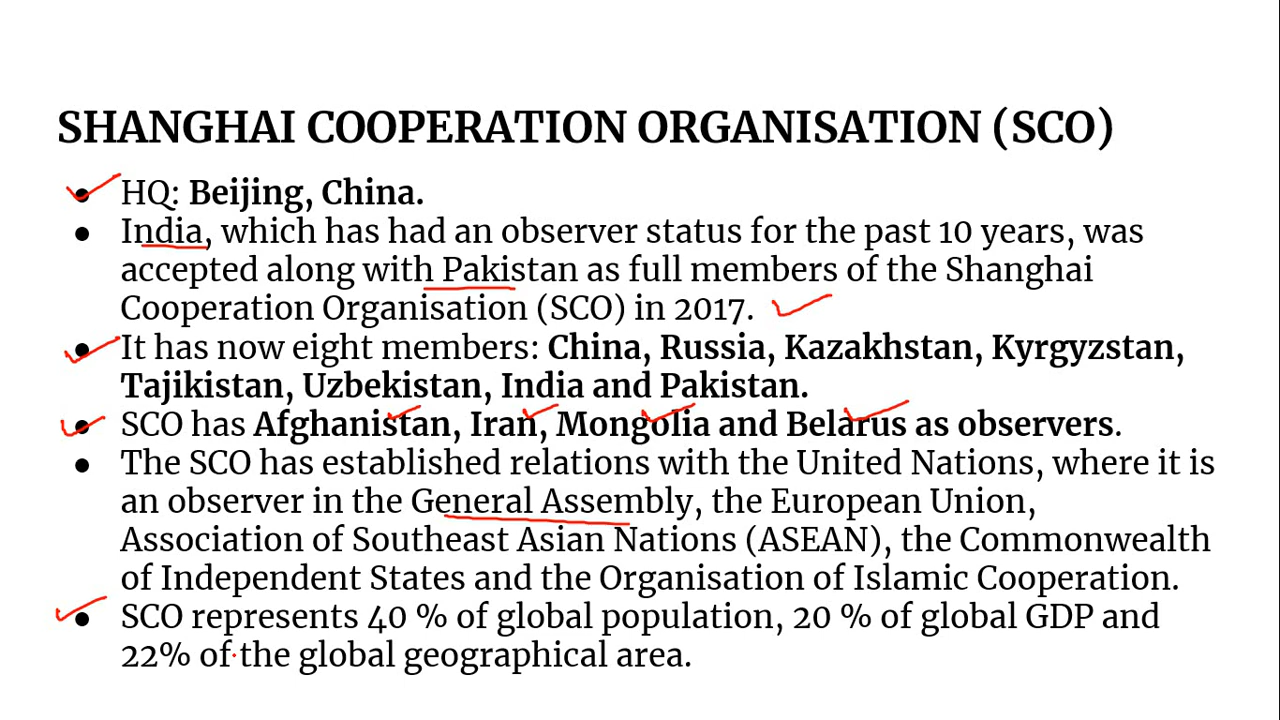 SHANGHAI COOPERATION ORGANISATION (SCO)
● HQ: Beijing, China.
● India, which has had an observer status for the past 10 years, was
accepted along with Pakistan as full members of the Shanghai
Cooperation Organisation (SCO) in 2017.
● It has now eight members: China, Russia, Kazakhstan, Kyrgyzstan,
Tajikistan, Uzbekistan, India and Pakistan.
● SCO has Afghanistan, Iran, Mongolia and Belarus as observers.
● The SCO has established relations with the United Nations, where it is
an observer in the General Assembly, the European Union,
Association of Southeast Asian Nations (ASEAN), the Commonwealth
of Independent States and the Organisation of Islamic Cooperation.
● SCO represents 40 % of global population, 20 % of global GDP and
22% of the global geographical area.